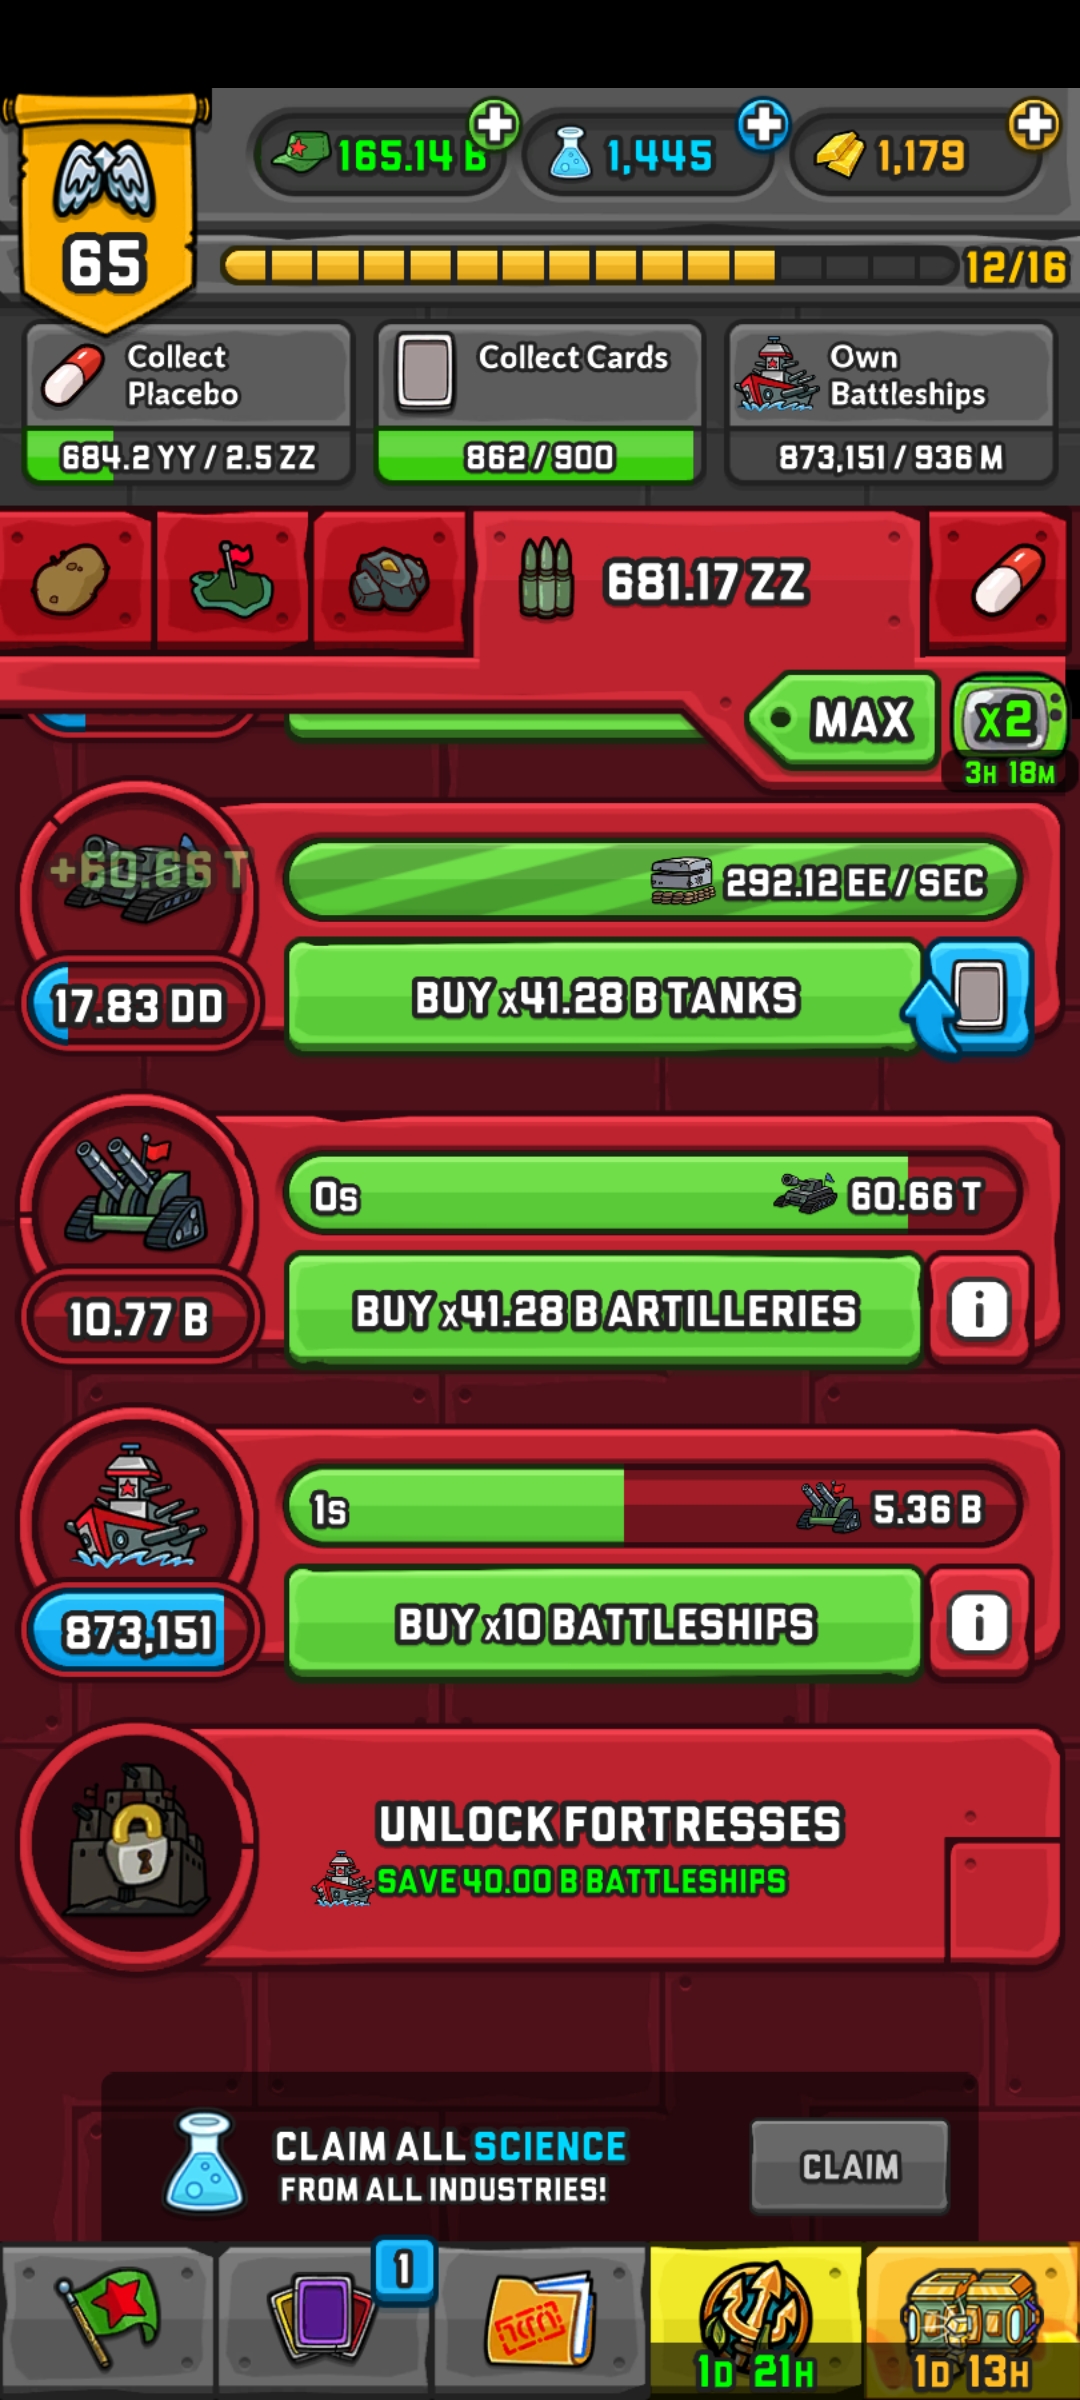 165.14 B
1,445
1,179
65
12/16
Collect
Placebo
684.2 YY / 2.5 ZZ
Collect Cards
862 / 900
Own
Battleships
873,151 / 936 M
681.17 ZZ
MAX
x2
3H 18M
+60.66 T
292.12 EE / SEC
17.83 DD
BUY x41.28 B TANKS
0s
60.66 T
10.77 B
BUY x41.28 B ARTILLERIES
i
1s
5.36 B
873,151
BUY x10 BATTLESHIPS
i
UNLOCK FORTRESSES
SAVE 40.00 B BATTLESHIPS
CLAIM ALL SCIENCE
FROM ALL INDUSTRIES!
CLAIM
1
1D 21H
1D 13H